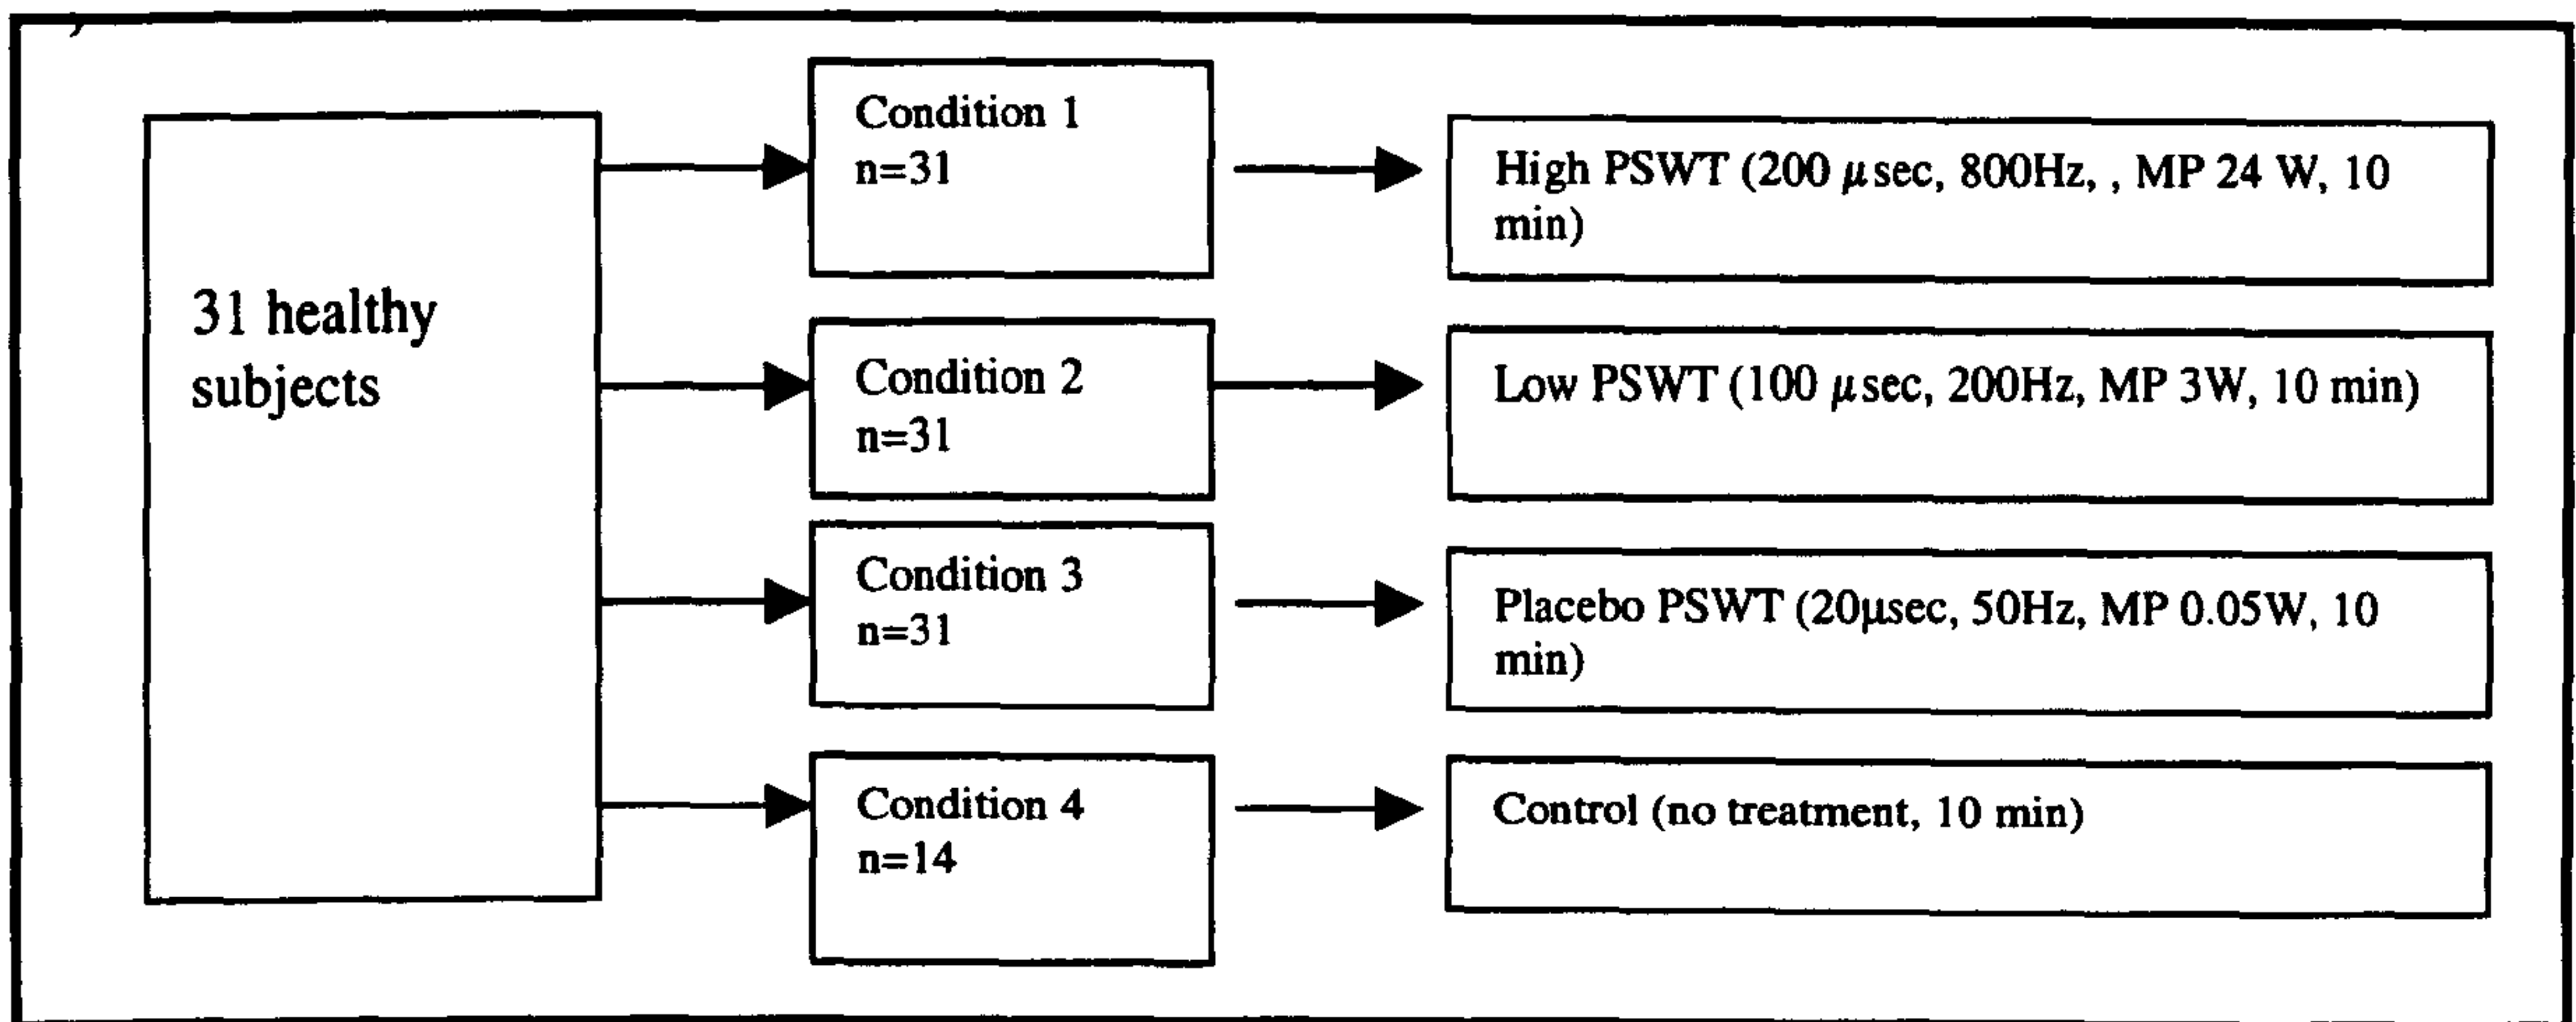 31 healthy
subjects
Condition 1
n=31
High PSWT (200 μsec, 800Hz, , MP 24 W, 10
min)
Condition 2
n=31
Low PSWT (100 μsec, 200Hz, MP 3W, 10 min)
Condition 3
n=31
Placebo PSWT (20μsec, 50Hz, MP 0.05W, 10
min)
Condition 4
n=14
Control (no treatment, 10 min)